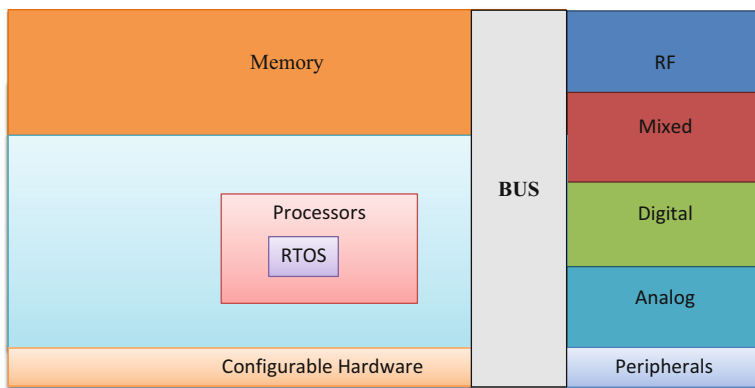 Memory
Processors
RTOS
Configurable Hardware
BUS
RF
Mixed
Digital
Analog
Peripherals